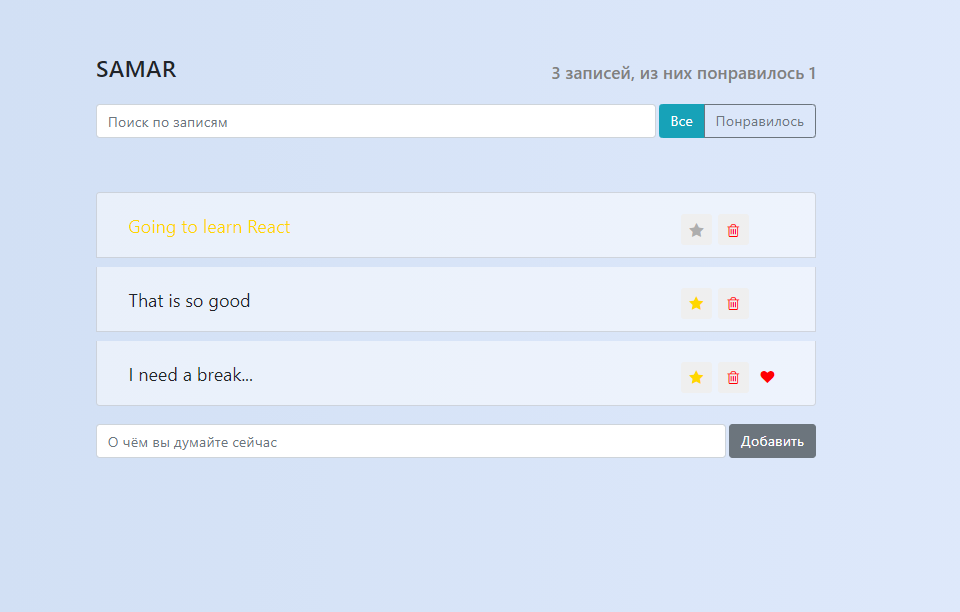 SAMAR
3 записей, из них понравилось 1
Поиск по записям
Все
Понравилось
Going to learn React
That is so good
I need a break...
О чём вы думайте сейчас
Добавить